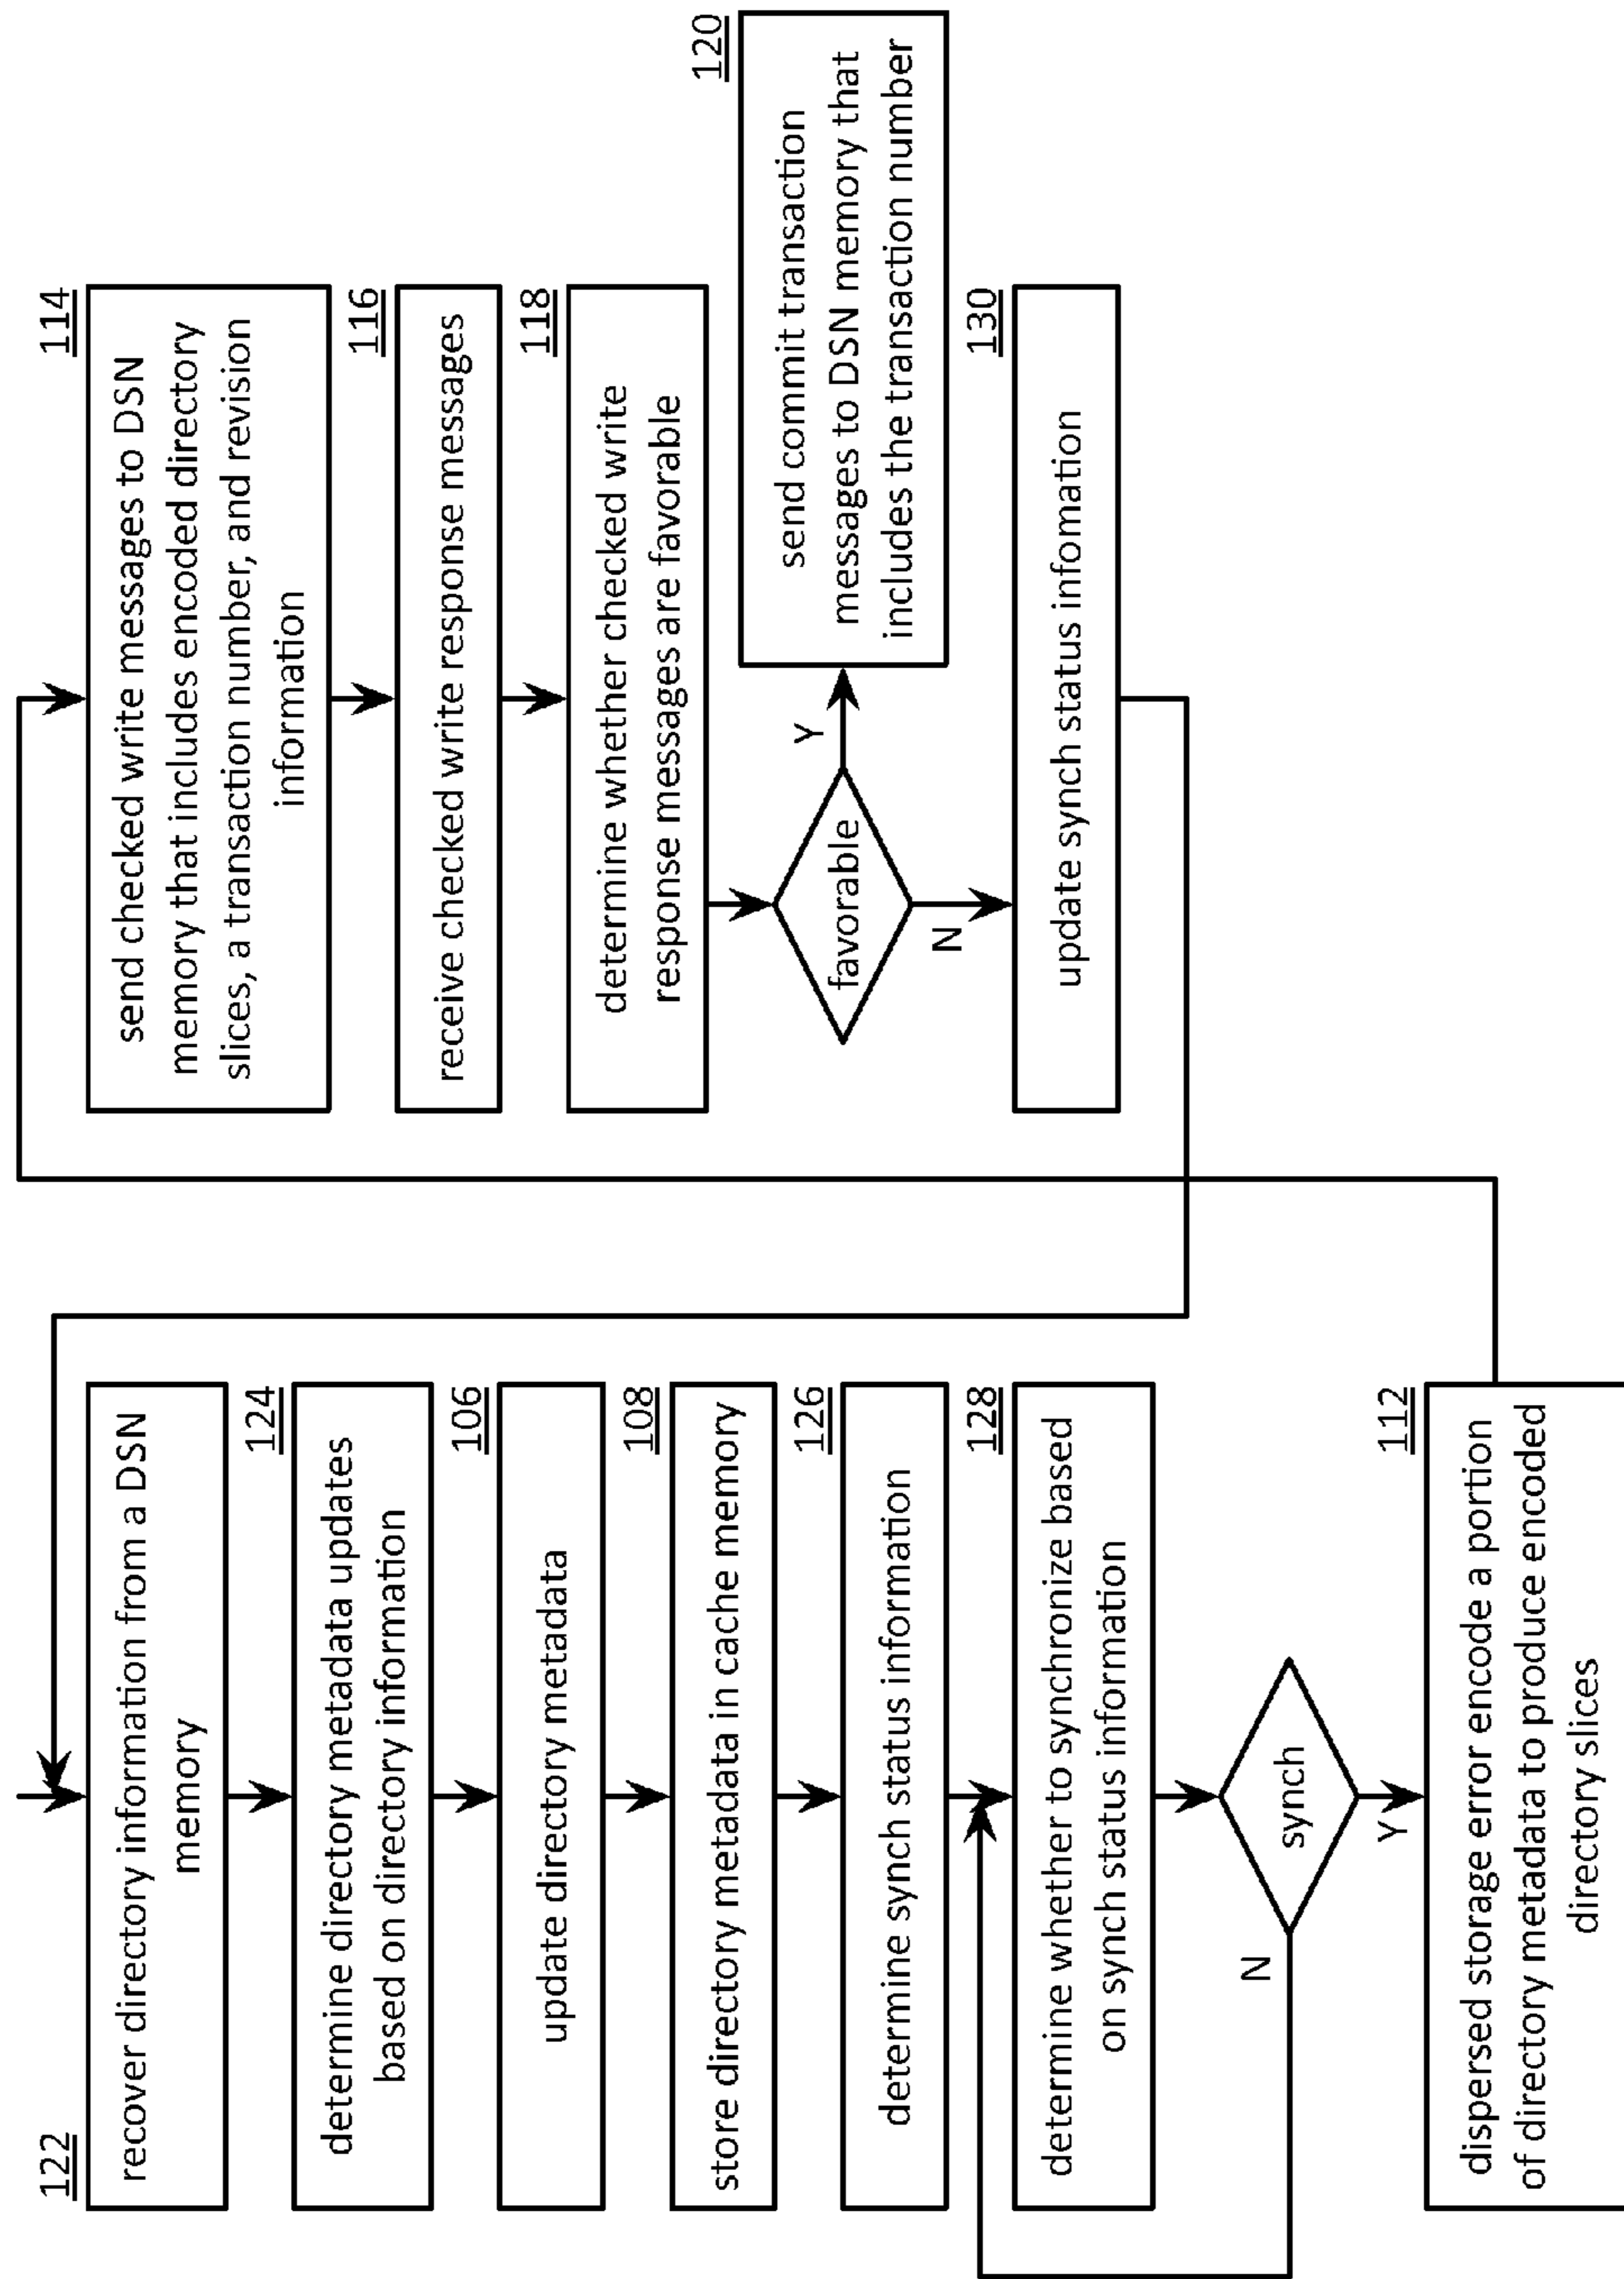 122
recover directory information from a DSN
memory
124
determine directory metadata updates
based on directory information
106
update directory metadata
108
store directory metadata in cache memory
126
determine synch status information
128
determine whether to synchronize based
on synch status information
synch
N
Y
112
dispersed storage error encode a portion
of directory metadata to produce encoded
directory slices
114
send checked write messages to DSN
memory that includes encoded directory
slices, a transaction number, and revision
information
116
receive checked write response messages
118
determine whether checked write
response messages are favorable
favorable
Y
N
120
send commit transaction
messages to DSN memory that
includes the transaction number
130
update synch status infomation